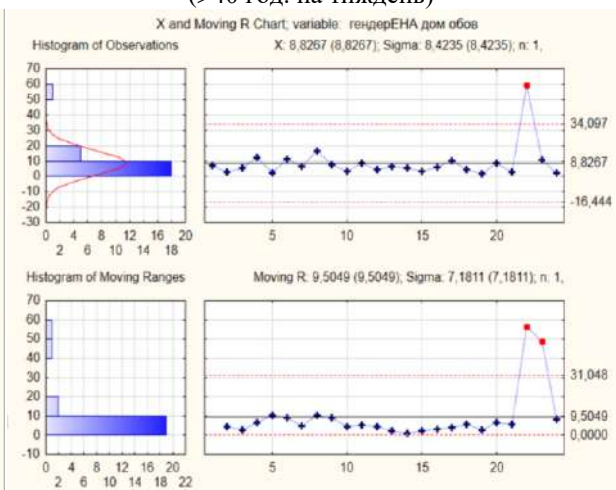 (>40 год. на тиждень)
X and Moving R Chart; variable: гендерЕНА дом обов
Histogram of Observations
X: 8,8267 (8,8267); Sigma: 8,4235 (8,4235); n: 1,
70
60
50
40
30
20
10
0
-10
-20
-30
0 4 8 12 16 20
2 6 10 14 18
34,097
8,8267
-16,444
5 10 15 20
Histogram of Moving Ranges
Moving R: 9,5049 (9,5049); Sigma: 7,1811 (7,1811); n: 1,
70
60
50
40
30
20
10
0
-10
0 4 8 12 16 20
2 6 10 14 18 22
31,048
9,5049
0,0000
5 10 15 20